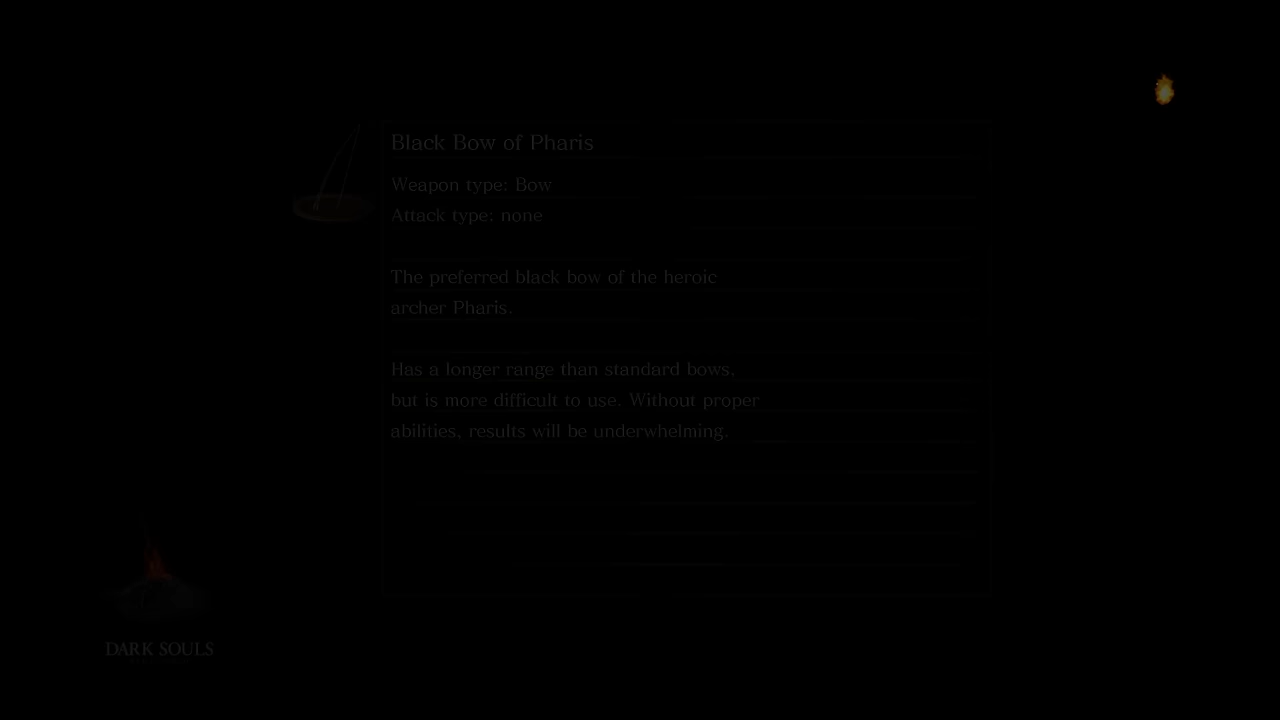 Black Bow of Pharis
Weapon type: Bow
Attack type: none
The preferred black bow of the heroic
archer Pharis.
Has a longer range than standard bows,
but is more difficult to use. Without proper
abilities, results will be underwhelming.
DARK SOULS